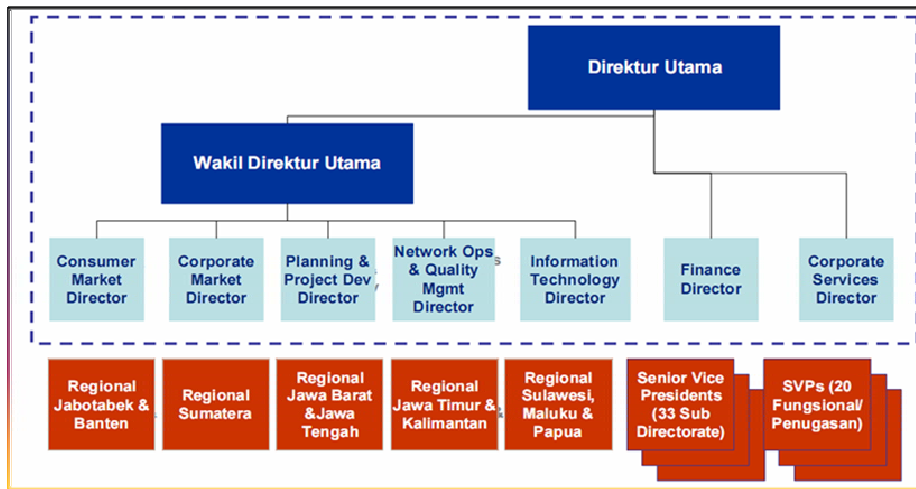 Direktur Utama
Wakil Direktur Utama
Consumer
Market
Director
Corporate
Market
Director
Planning &
Project Dev
Director
Network Ops
& Quality
Mgmt
Director
Information
Technology
Director
Finance
Director
Corporate
Services
Director
Regional
Jabotabek &
Banten
Regional
Sumatera
Regional
Jawa Barat
&Jawa
Tengah
Regional
Jawa Timur &
Kalimantan
Regional
Sulawesi,
Maluku &
Papua
Senior Vice
Presidents
(33 Sub
Directorate)
SVPs (20
Fungsional/
Penugasan)